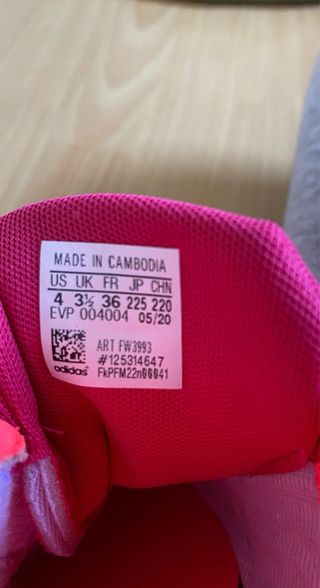 MADE IN CAMBODIA
US UK FR JP CHN
4 3½ 36 225 220
EVP 004004 05/20
ART FW3993
#125314647
adidas FkPFM22n00041